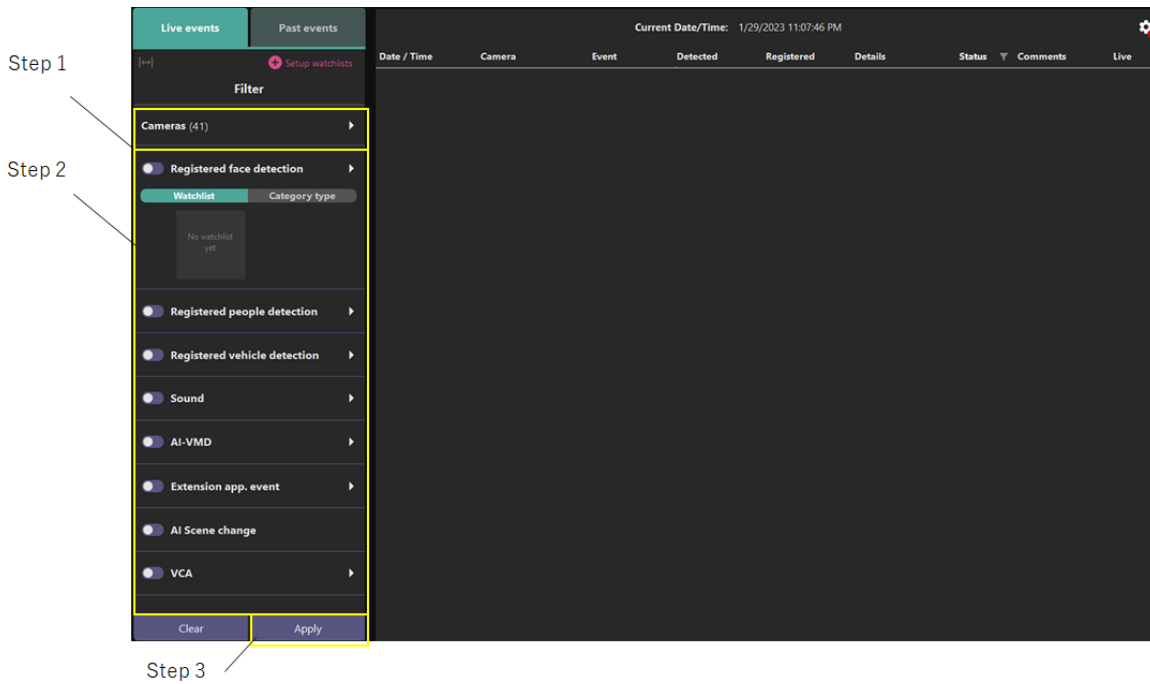 Live events Past events
Current Date/Time: 1/29/2023 11:07:46 PM
Step 1
Setup watchlists
Date / Time Camera Event Detected Registered Details Status Comments Live
Filter
Cameras (41)
Step 2
Registered face detection
Watchlist Category type
No watchlist
yet
Registered people detection
Registered vehicle detection
Sound
AI-VMD
Extension app. event
AI Scene change
VCA
Clear Apply
Step 3